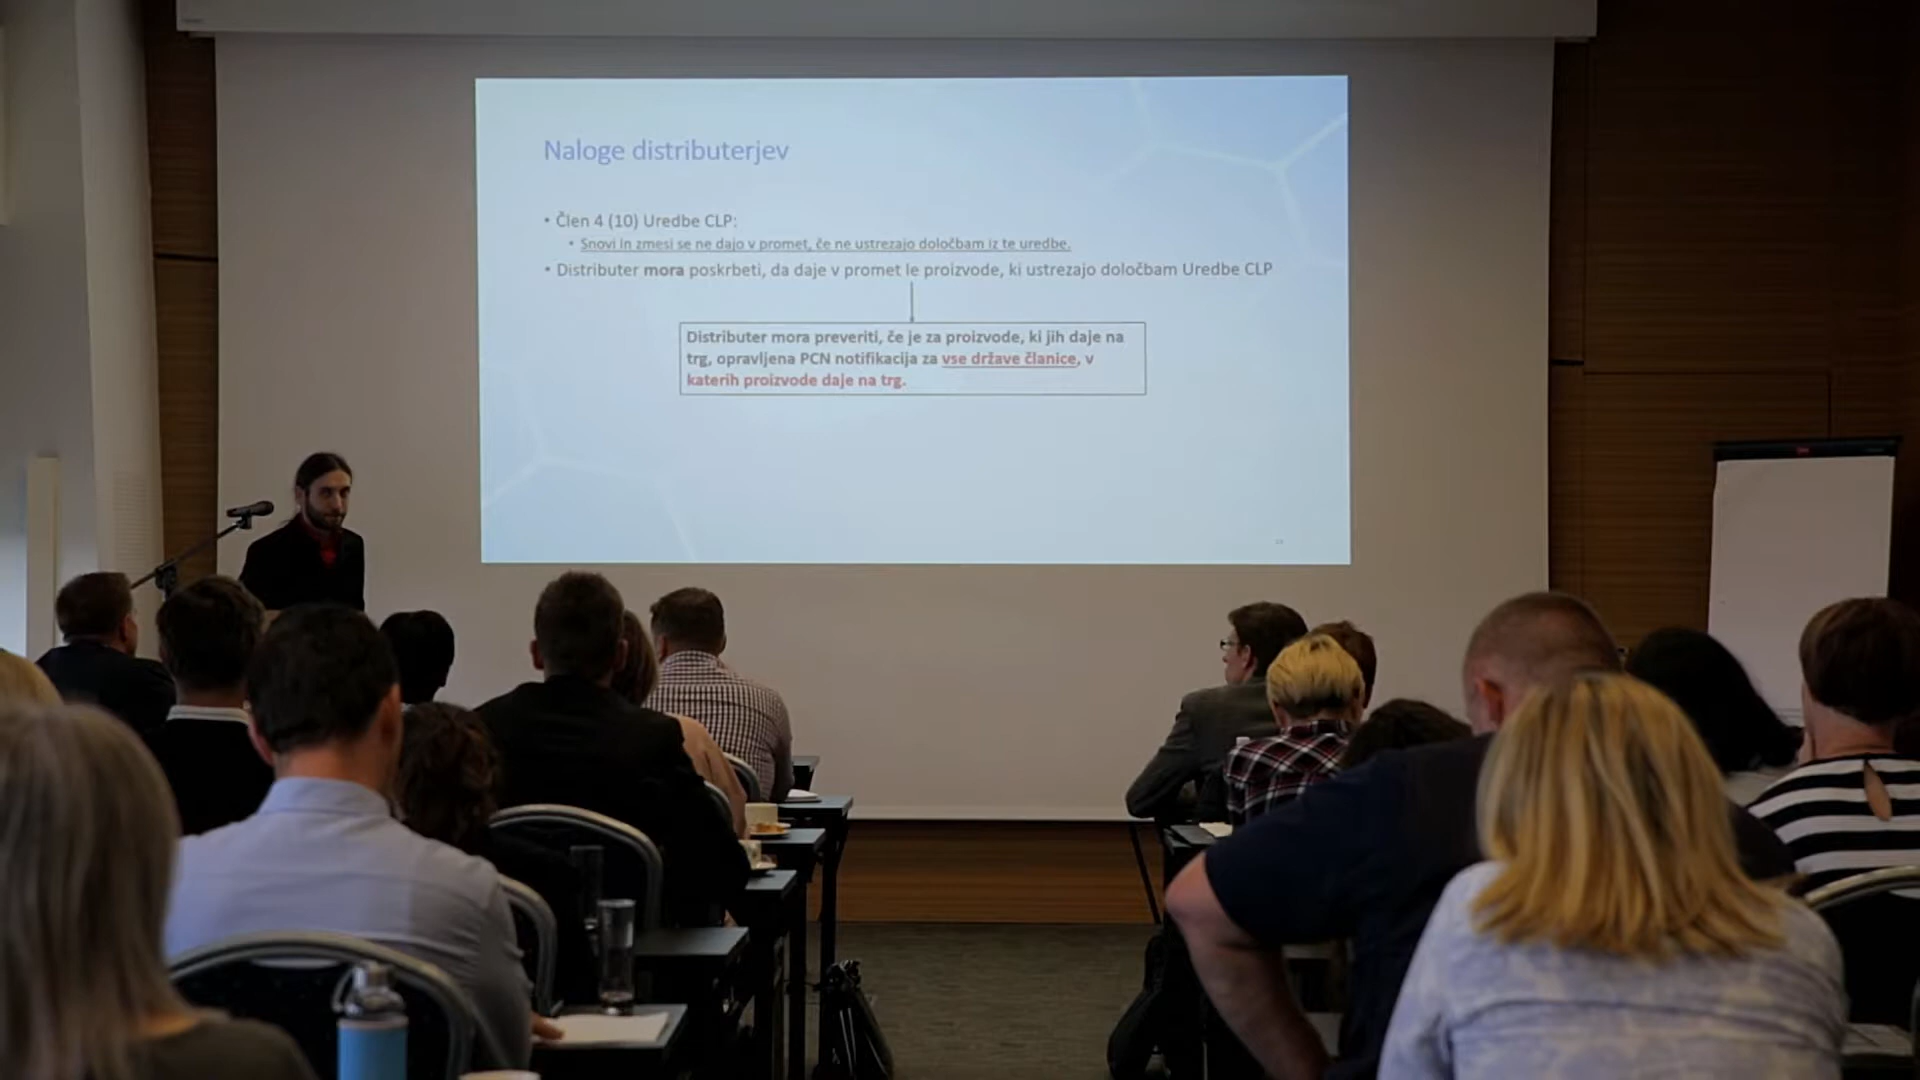 Naloge distributerjev
• Člen 4 (10) Uredbe CLP:
• Snovi in zmesi se ne dajo v promet, če ne ustrezajo določbam iz te uredbe.
• Distributer mora poskrbeti, da daje v promet le proizvode, ki ustrezajo določbam Uredbe CLP
Distributer mora preveriti, če je za proizvode, ki jih daje na
trg, opravljena PCN notifikacija za vse države članice, v
katerih proizvode daje na trg.